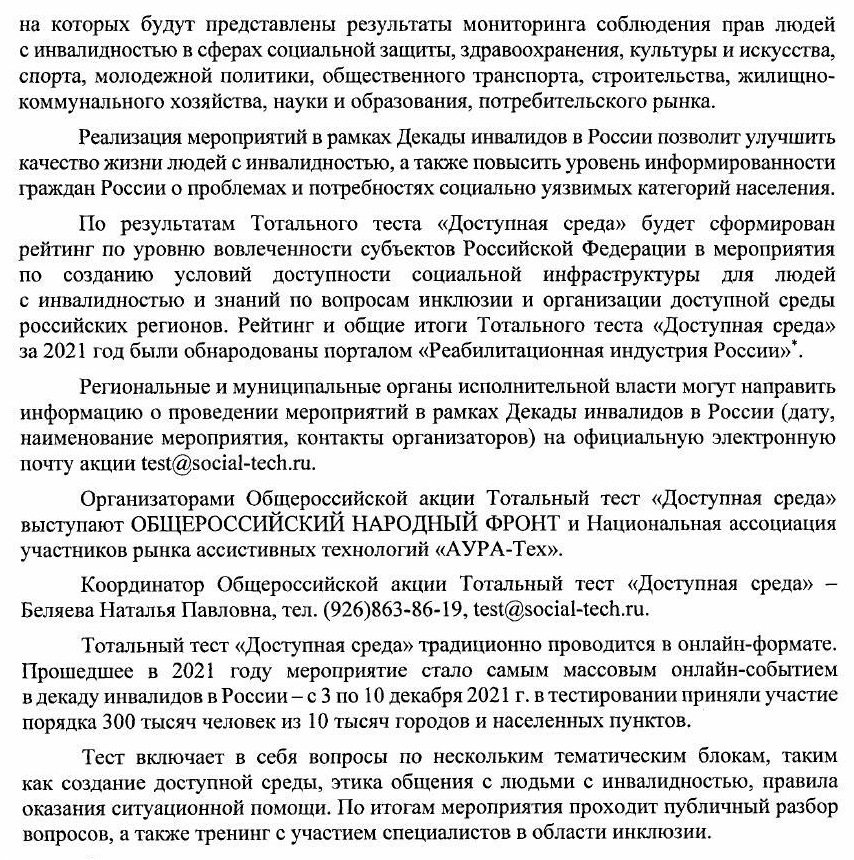 на которых будут представлены результаты мониторинга соблюдения прав людей
с инвалидностью в сферах социальной защиты, здравоохранения, культуры и искусства,
спорта, молодежной политики, общественного транспорта, строительства, жилищно-
коммунального хозяйства, науки и образования, потребительского рынка.
Реализация мероприятий в рамках Декады инвалидов в России позволит улучшить
качество жизни людей с инвалидностью, а также повысить уровень информированности
граждан России о проблемах и потребностях социально уязвимых категорий населения.
По результатам Тотального теста «Доступная среда» будет сформирован
рейтинг по уровню вовлеченности субъектов Российской Федерации в мероприятия
по созданию условий доступности социальной инфраструктуры для людей
с инвалидностью и знаний по вопросам инклюзии и организации доступной среды
российских регионов. Рейтинг и общие итоги Тотального теста «Доступная среда»
за 2021 год были обнародованы порталом «Реабилитационная индустрия России»*.
Региональные и муниципальные органы исполнительной власти могут направить
информацию о проведении мероприятий в рамках Декады инвалидов в России (дату,
наименование мероприятия, контакты организаторов) на официальную электронную
почту акции test@social-tech.ru.
Организаторами Общероссийской акции Тотальный тест «Доступная среда»
выступают ОБЩЕРОССИЙСКИЙ НАРОДНЫЙ ФРОНТ и Национальная ассоциация
участников рынка ассистивных технологий «АУРА-Тех».
Координатор Общероссийской акции Тотальный тест «Доступная среда» –
Беляева Наталья Павловна, тел. (926)863-86-19, test@social-tech.ru.
Тотальный тест «Доступная среда» традиционно проводится в онлайн-формате.
Прошедшее в 2021 году мероприятие стало самым массовым онлайн-событием
в декаду инвалидов в России – с 3 по 10 декабря 2021 г. в тестировании приняли участие
порядка 300 тысяч человек из 10 тысяч городов и населенных пунктов.
Тест включает в себя вопросы по нескольким тематическим блокам, таким
как создание доступной среды, этика общения с людьми с инвалидностью, правила
оказания ситуационной помощи. По итогам мероприятия проходит публичный разбор
вопросов, а также тренинг с участием специалистов в области инклюзии.